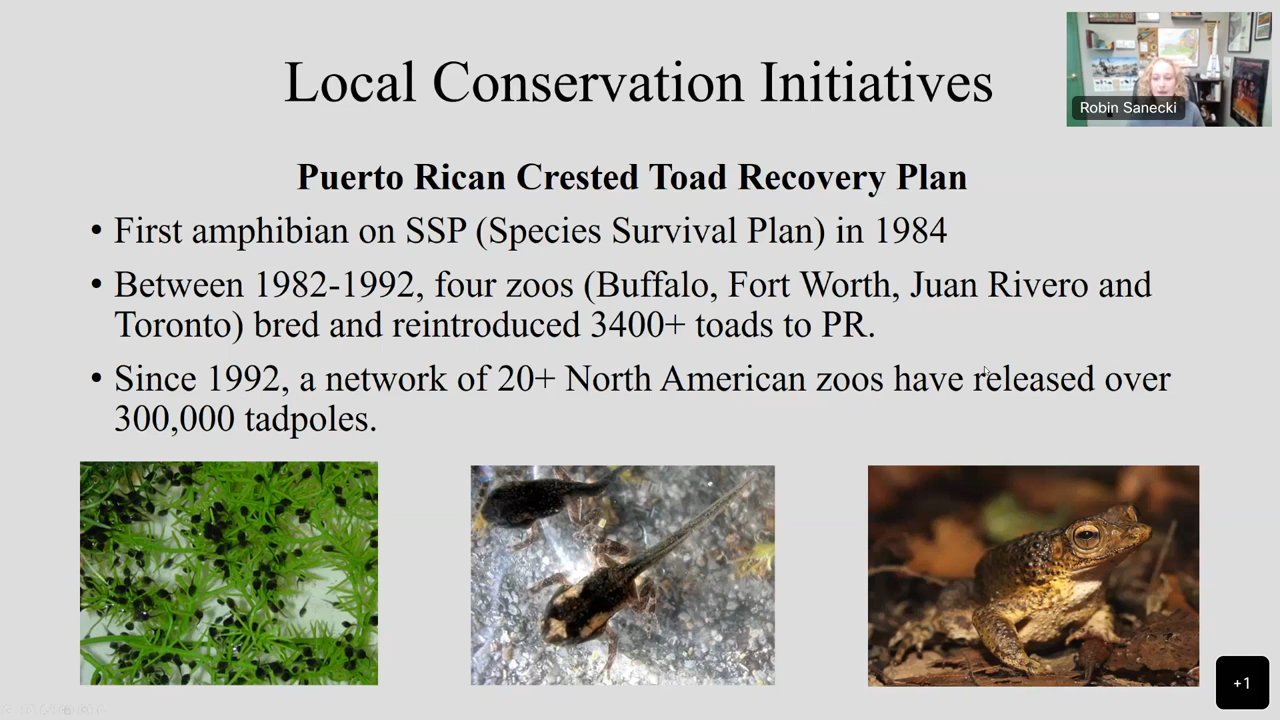 Local Conservation Initiatives
Robin Sanecki
Puerto Rican Crested Toad Recovery Plan
• First amphibian on SSP (Species Survival Plan) in 1984
• Between 1982-1992, four zoos (Buffalo, Fort Worth, Juan Rivero and
Toronto) bred and reintroduced 3400+ toads to PR.
• Since 1992, a network of 20+ North American zoos have released over
300,000 tadpoles.
+1